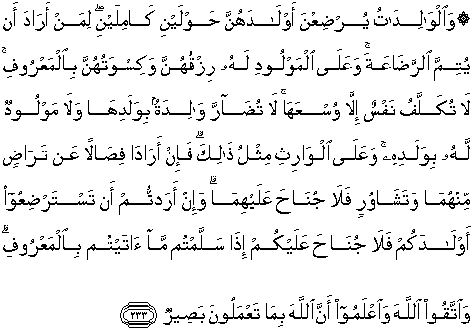 ۞ وَٱلْوَٰلِدَٰتُ يُرْضِعْنَ أَوْلَٰدَهُنَّ حَوْلَيْنِ كَامِلَيْنِ ۖ لِمَنْ أَرَادَ أَن
يُتِمَّ ٱلرَّضَاعَةَ ۚ وَعَلَى ٱلْمَوْلُودِ لَهُۥ رِزْقُهُنَّ وَكِسْوَتُهُنَّ بِٱلْمَعْرُوفِ ۚ
لَا تُكَلَّفُ نَفْسٌ إِلَّا وُسْعَهَا ۚ لَا تُضَآرَّ وَٰلِدَةٌۢ بِوَلَدِهَا وَلَا مَوْلُودٌ
لَّهُۥ بِوَلَدِهِۦ ۚ وَعَلَى ٱلْوَارِثِ مِثْلُ ذَٰلِكَ ۗ فَإِنْ أَرَادَا فِصَالًا عَن تَرَاضٍ
مِّنْهُمَا وَتَشَاوُرٍ فَلَا جُنَاحَ عَلَيْهِمَا ۗ وَإِنْ أَرَدتُّمْ أَن تَسْتَرْضِعُوٓا۟
أَوْلَٰدَكُمْ فَلَا جُنَاحَ عَلَيْكُمْ إِذَا سَلَّمْتُم مَّآ ءَاتَيْتُم بِٱلْمَعْرُوفِ ۗ
وَٱتَّقُوا۟ ٱللَّهَ وَٱعْلَمُوٓا۟ أَنَّ ٱللَّهَ بِمَا تَعْمَلُونَ بَصِيرٌ ٢٣٣